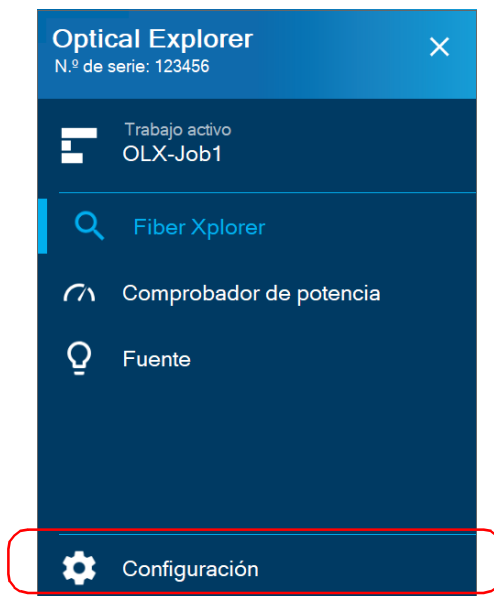 Optical Explorer
N.º de serie: 123456
Trabajo activo
OLX-Job1
Fiber Xplorer
Comprobador de potencia
Fuente
Configuración